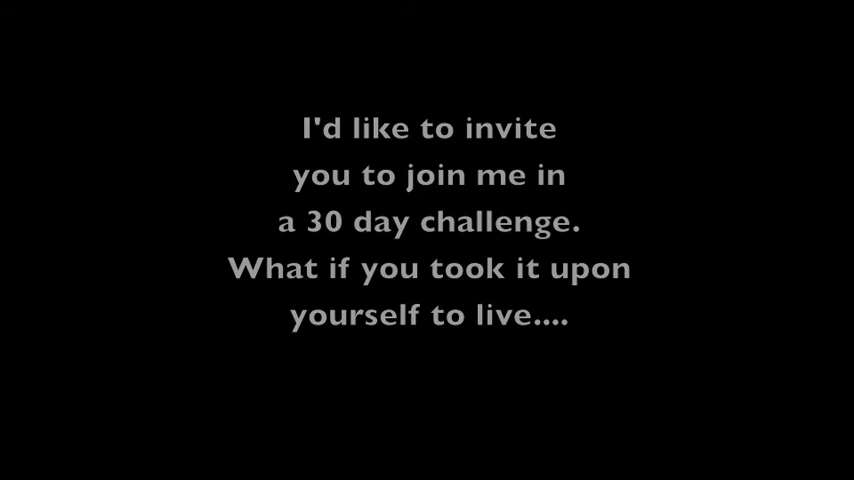 I'd like to invite
you to join me in
a 30 day challenge.
What if you took it upon
yourself to live....